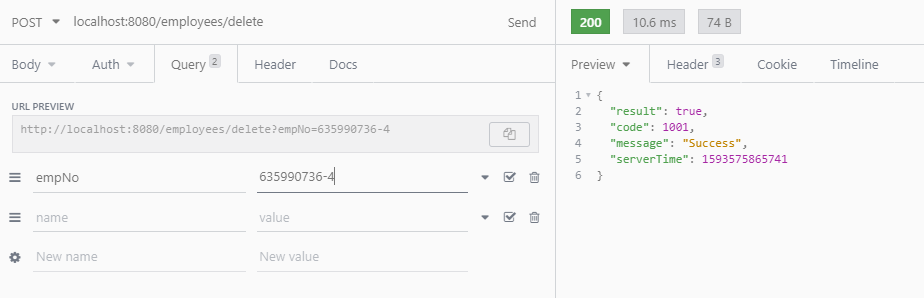 POST localhost:8080/employees/delete Send
Body Auth Query 2 Header Docs
URL PREVIEW
http://localhost:8080/employees/delete?empNo=635990736-4
empNo 635990736-4
name value
New name New value
200 10.6 ms 74 B
Preview Header 3 Cookie Timeline
1 {
2 "result": true,
3 "code": 1001,
4 "message": "Success",
5 "serverTime": 1593575865741
6 }